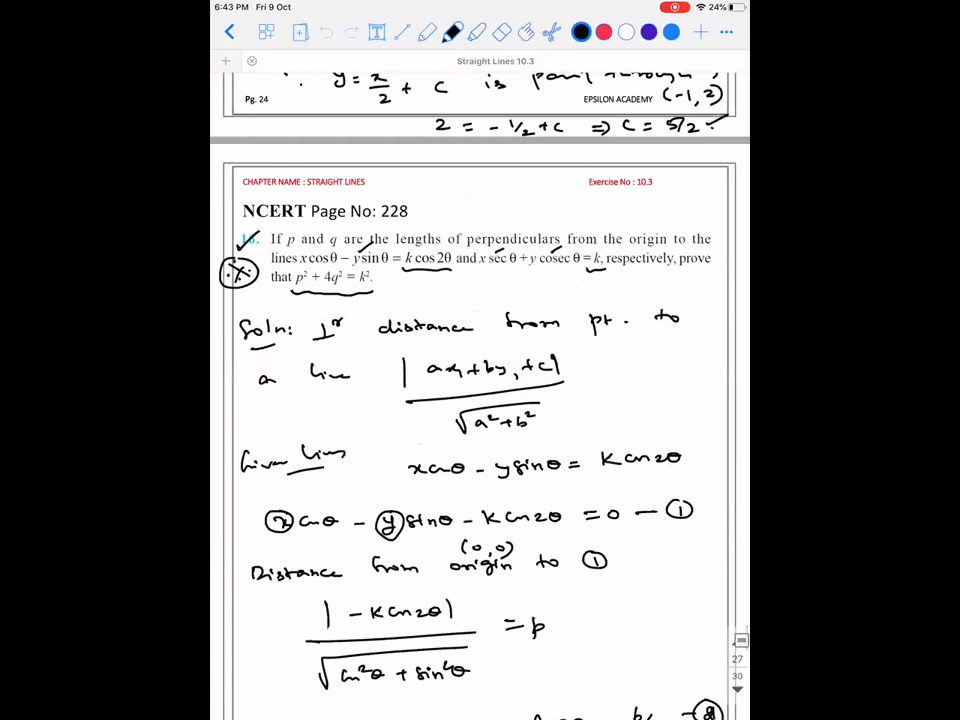 6:43 PM Fri 9 Oct 24%
Straight Lines 10.3
y = x/2 + c is
Pg. 24 EPSILON ACADEMY (-1, 2)
2 = -1/2 + c => c = 5/2
CHAPTER NAME : STRAIGHT LINES Exercise No : 10.3
NCERT Page No: 228
If p and q are the lengths of perpendiculars from the origin to the
lines x cos θ − y sin θ = k cos 2θ and x sec θ + y cosec θ = k, respectively, prove
that p² + 4q² = k².
Soln: ⊥r distance from pt. to
a line |ax₁ + by₁ + c|
√a² + b²
Given lines x cos θ - y sin θ = K cos 2θ
x cos θ - y sin θ - K cos 2θ = 0 — ①
(0,0)
Distance from origin to ①
|- K cos 2θ| = p
√cos²θ + sin²θ
27
30